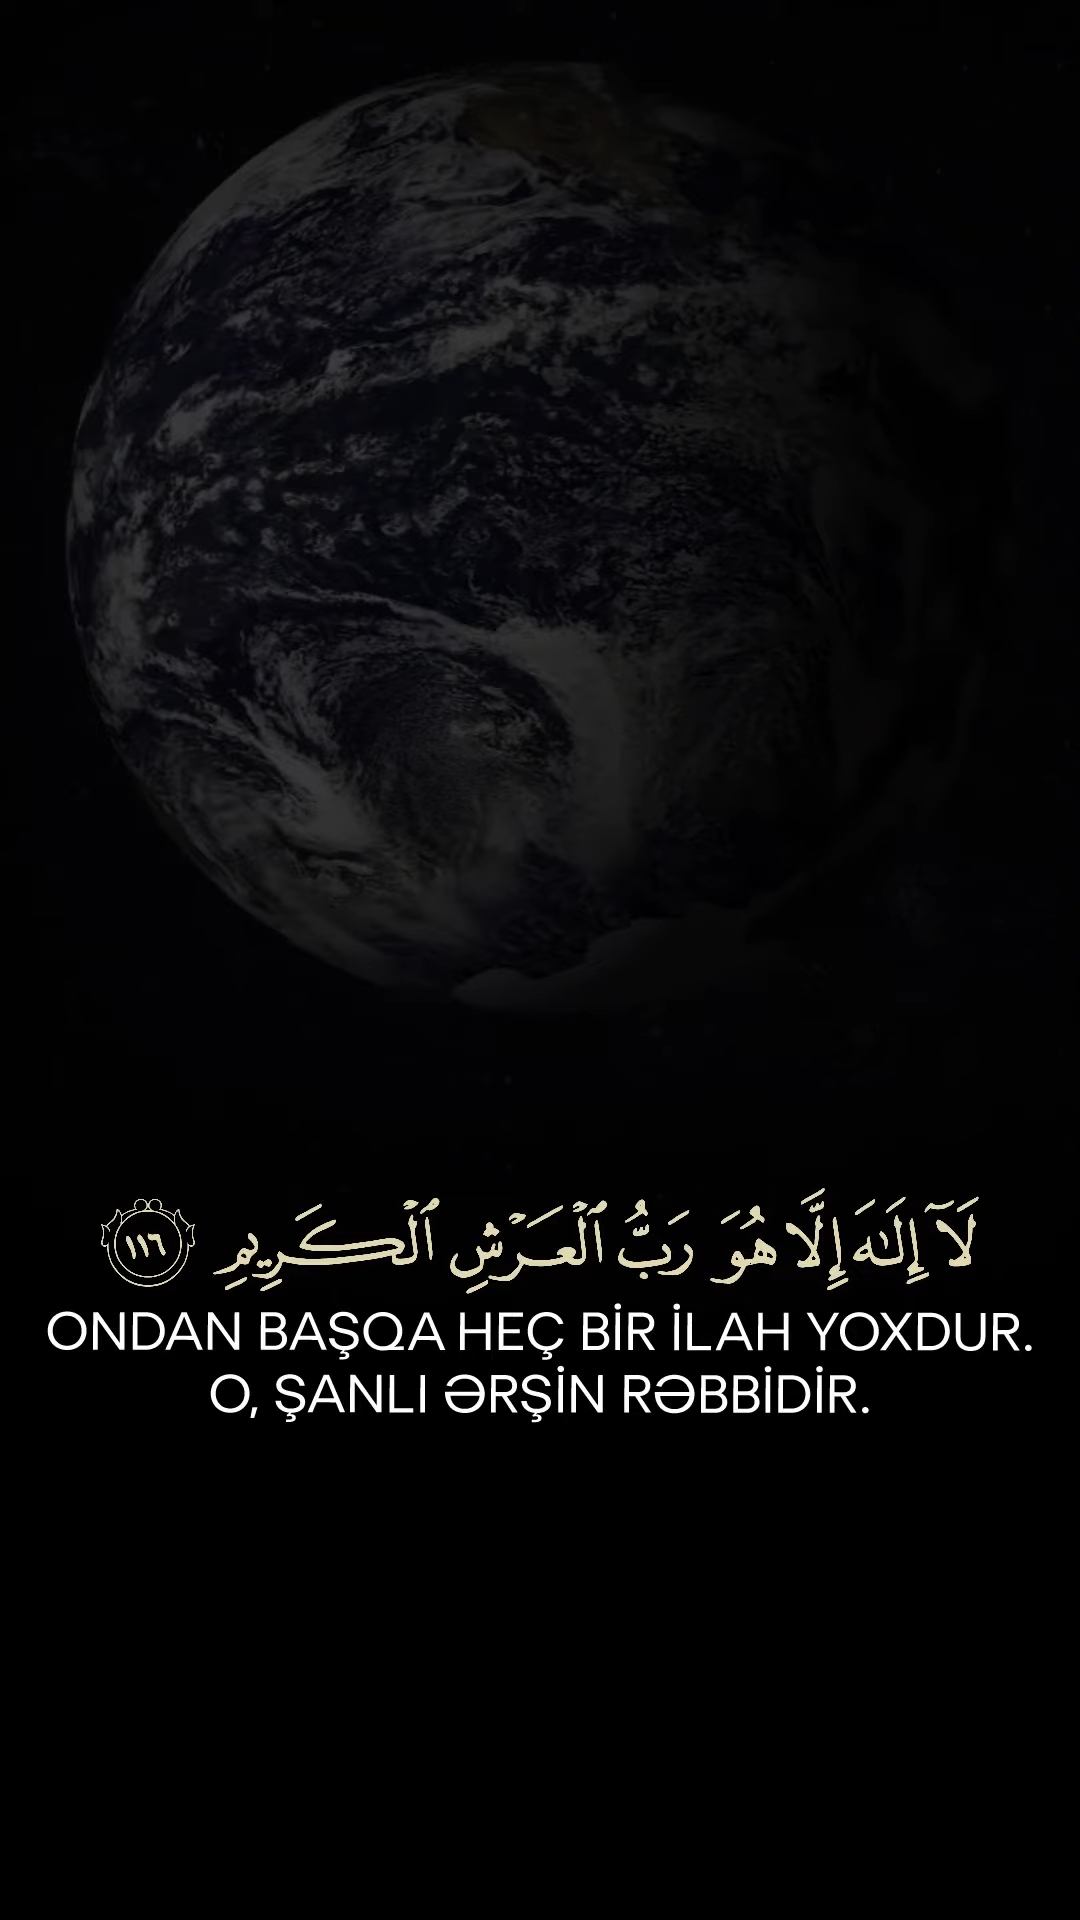 لَآ إِلَـٰهَ إِلَّا هُوَ رَبُّ ٱلْعَرْشِ ٱلْكَرِيمِ ١١٦
ONDAN BAŞQA HEÇ BİR İLAH YOXDUR.
O, ŞANLI ƏRŞİN RƏBBİDİR.